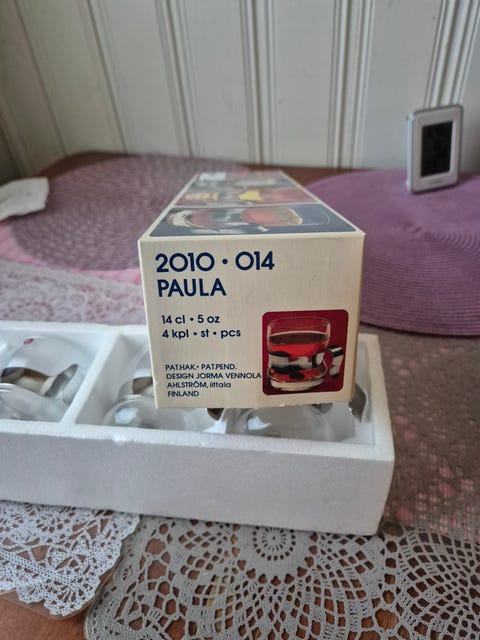 2010 • 014
PAULA
14 cl • 5 oz
4 kpl • st • pcs
PAT.HAK.• PAT.PEND.
DESIGN JORMA VENNOLA
AHLSTRÖM, iittala
FINLAND